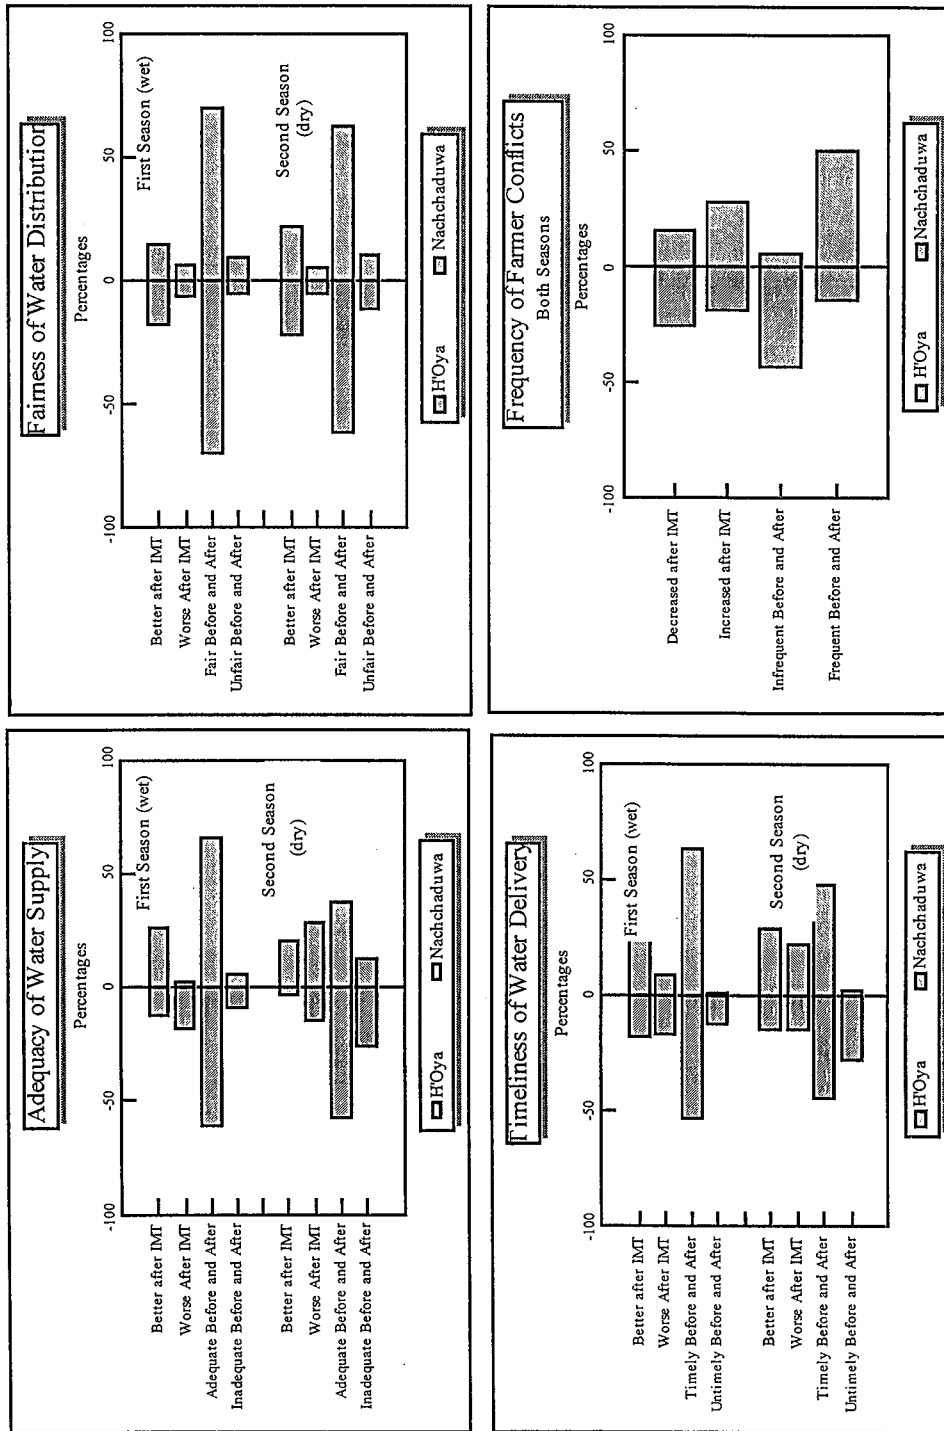 Adequacy of Water Supply
Percentages
-100 -50 0 50 100
First Season (wet)
Better after IMT
Worse After IMT
Adequate Before and After
Inadequate Before and After
Second Season
(dry)
Better after IMT
Worse After IMT
Adequate Before and After
Inadequate Before and After
H'Oya Nachchaduwa
Fairness of Water Distribution
Percentages
-100 -50 0 50 100
First Season (wet)
Better after IMT
Worse After IMT
Fair Before and After
Unfair Before and After
Second Season
(dry)
Better after IMT
Worse After IMT
Fair Before and After
Unfair Before and After
H'Oya Nachchaduwa
Timeliness of Water Delivery
Percentages
-100 -50 0 50 100
First Season (wet)
Better after IMT
Worse After IMT
Timely Before and After
Untimely Before and After
Second Season
(dry)
Better after IMT
Worse After IMT
Timely Before and After
Untimely Before and After
H'Oya Nachchaduwa
Frequency of Farmer Conflicts
Both Seasons
Percentages
-100 -50 0 50 100
Decreased after IMT
Increased after IMT
Infrequent Before and After
Frequent Before and After
H'Oya Nachchaduwa